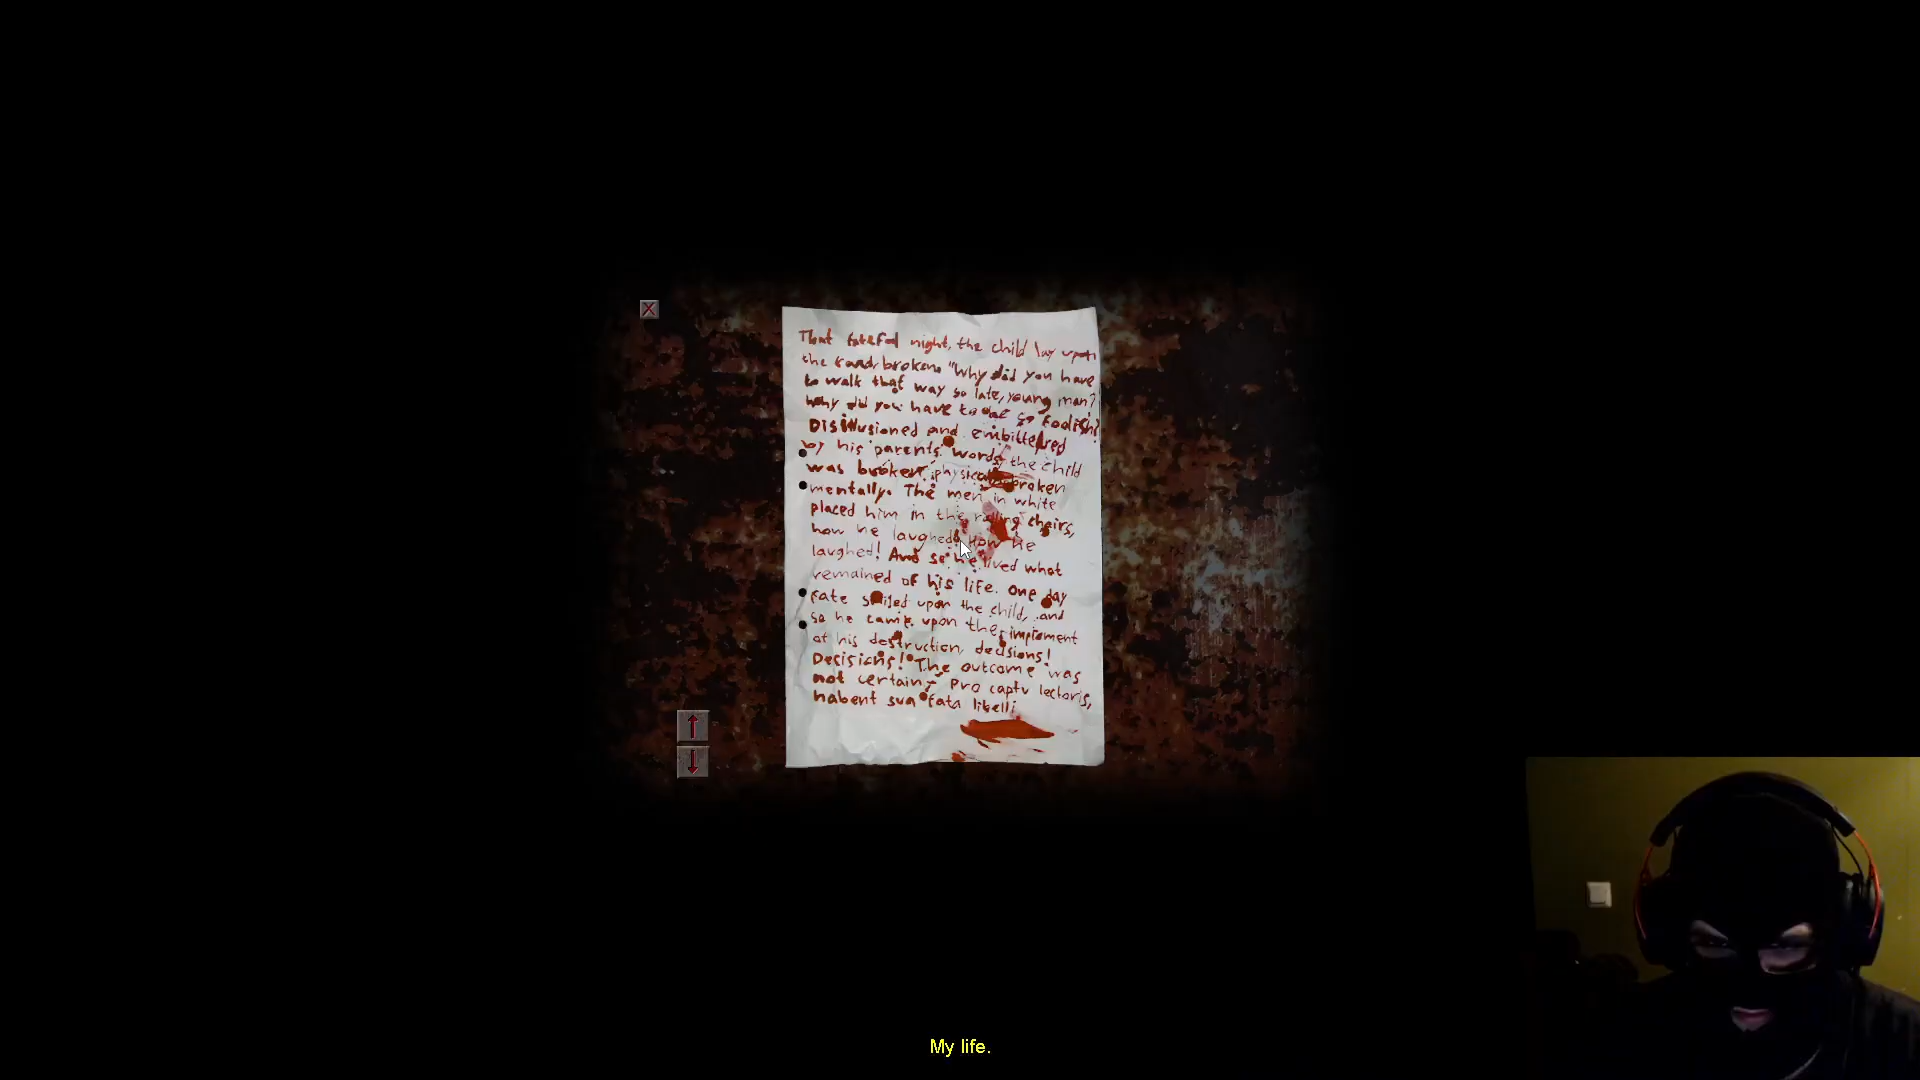 That fateful night, the child lay upon
the road, broken. "Why did you have
to walk that way so late, young man?
Why did you have to be so foolish?
Disillusioned and embittered
by his parents' words, the child
was broken, physically broken
mentally. The men in white
placed him in the rolling chairs,
how he laughed, how he
laughed! And so he lived what
remained of his life. One day
fate smiled upon the child, and
so he came upon the implement
of his destruction, decisions!
Decisions! The outcome was
not certain - Pro captu lectoris,
habent sua fata libelli
My life.